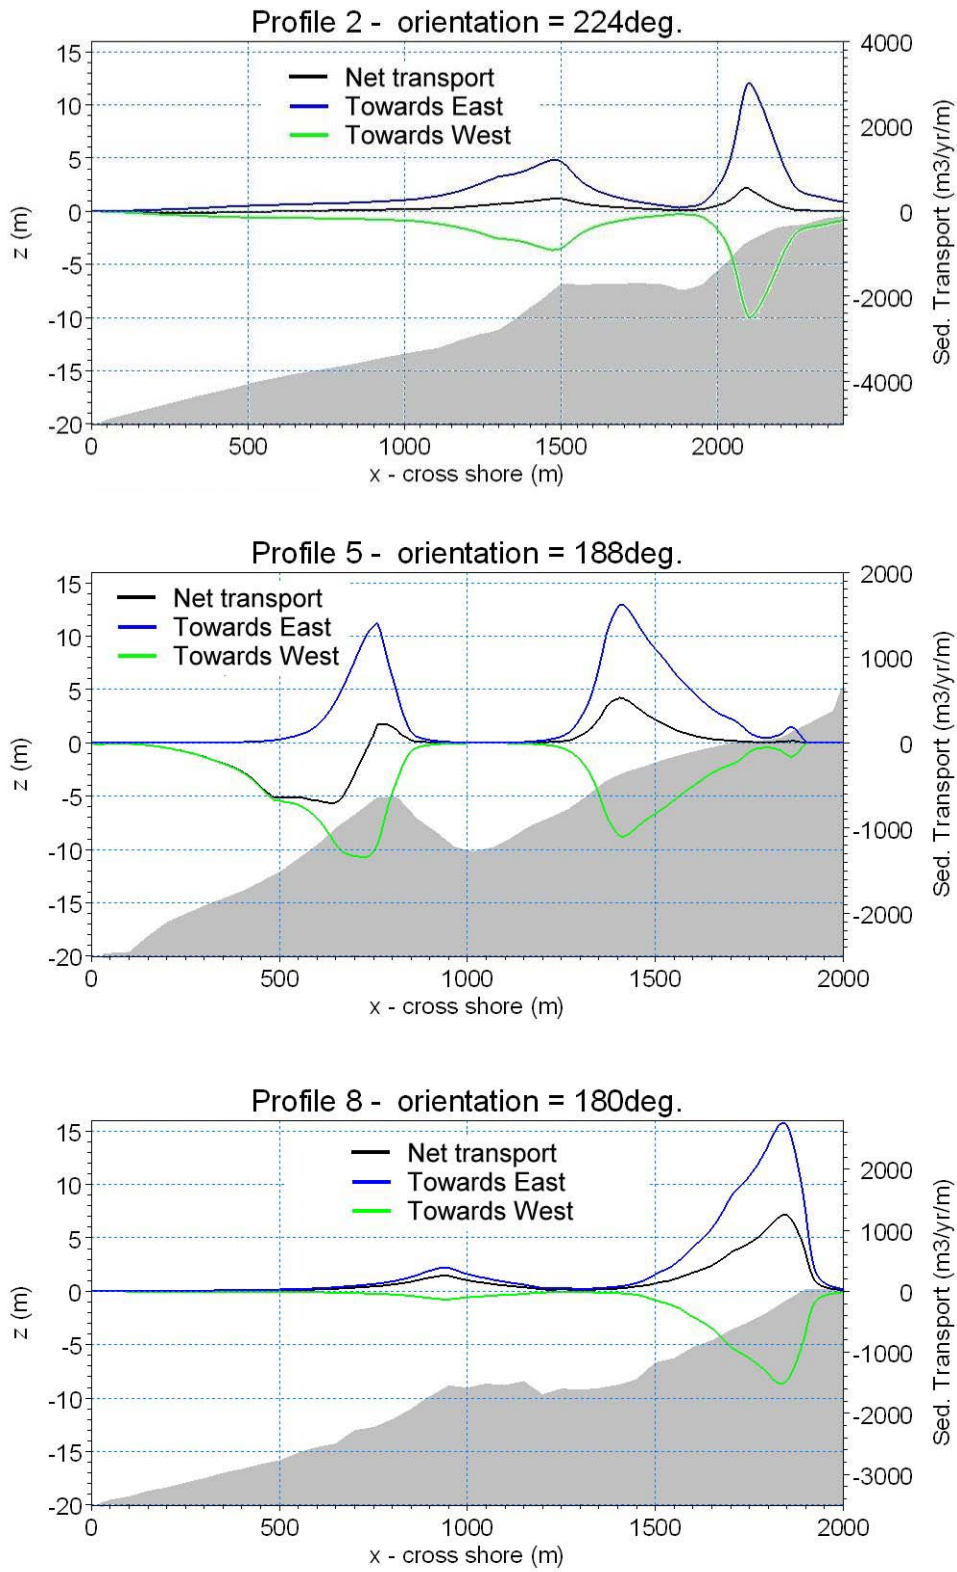 Profile 2 - orientation = 224deg.
15
10
5
0
-5
-10
-15
-20
z (m)
Net transport
Towards East
Towards West
4000
2000
0
-2000
-4000
Sed. Transport (m3/yr/m)
0
500
1000
1500
2000
x - cross shore (m)
Profile 5 - orientation = 188deg.
15
10
5
0
-5
-10
-15
-20
z (m)
Net transport
Towards East
Towards West
2000
1000
0
-1000
-2000
Sed. Transport (m3/yr/m)
0
500
1000
1500
2000
x - cross shore (m)
Profile 8 - orientation = 180deg.
15
10
5
0
-5
-10
-15
-20
z (m)
Net transport
Towards East
Towards West
2000
1000
0
-1000
-2000
-3000
Sed. Transport (m3/yr/m)
0
500
1000
1500
2000
x - cross shore (m)